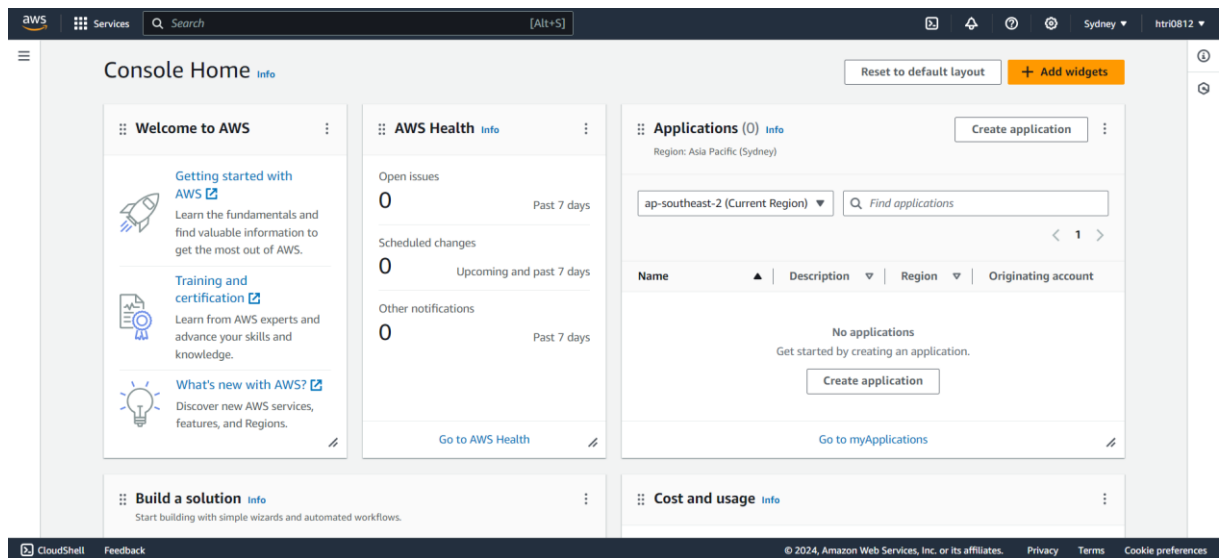 aws
Services
Search
[Alt+S]
Sydney
htri0812
Console Home Info
Reset to default layout
Add widgets
Welcome to AWS
Getting started with
AWS
Learn the fundamentals and
find valuable information to
get the most out of AWS.
Training and
certification
Learn from AWS experts and
advance your skills and
knowledge.
What's new with AWS?
Discover new AWS services,
features, and Regions.
AWS Health Info
Open issues
0
Past 7 days
Scheduled changes
0
Upcoming and past 7 days
Other notifications
0
Past 7 days
Go to AWS Health
Applications (0) Info
Region: Asia Pacific (Sydney)
Create application
ap-southeast-2 (Current Region)
Find applications
1
Name
Description
Region
Originating account
No applications
Get started by creating an application.
Create application
Go to myApplications
Build a solution Info
Start building with simple wizards and automated workflows.
Cost and usage Info
CloudShell
Feedback
© 2024, Amazon Web Services, Inc. or its affiliates.
Privacy
Terms
Cookie preferences